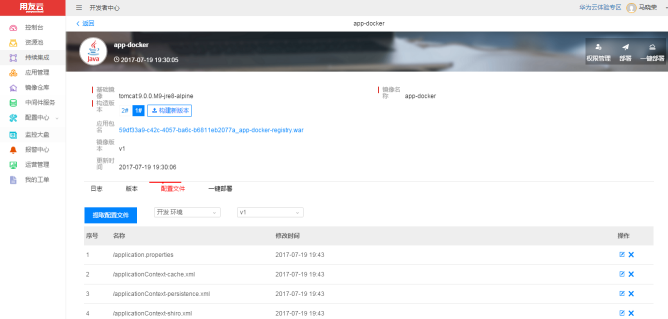 用友云
开发者中心
华为云体验专区
马晓荣
控制台
资源池
持续集成
应用管理
镜像仓库
中间件服务
配置中心
监控大盘
报警中心
运营管理
我的工单
< 返回
app-docker
java
app-docker
2017-07-19 19:30:05
权限管理
部署
一键部署
基础镜像 tomcat:9.0.0.M9-jre8-alpine
镜像名称 app-docker
构造版本 2# 1# 构建新版本
应用包名 59df33a9-c42c-4057-ba6c-b6811eb2077a_app-docker-registry.war
镜像版本 v1
更新时间 2017-07-19 19:30:06
日志 版本 配置文件 一键部署
提取配置文件 开发环境 v1
序号 名称 修改时间 操作
1 /application.properties 2017-07-19 19:43
2 /applicationContext-cache.xml 2017-07-19 19:43
3 /applicationContext-persistence.xml 2017-07-19 19:43
4 /applicationContext-shiro.xml 2017-07-19 19:43